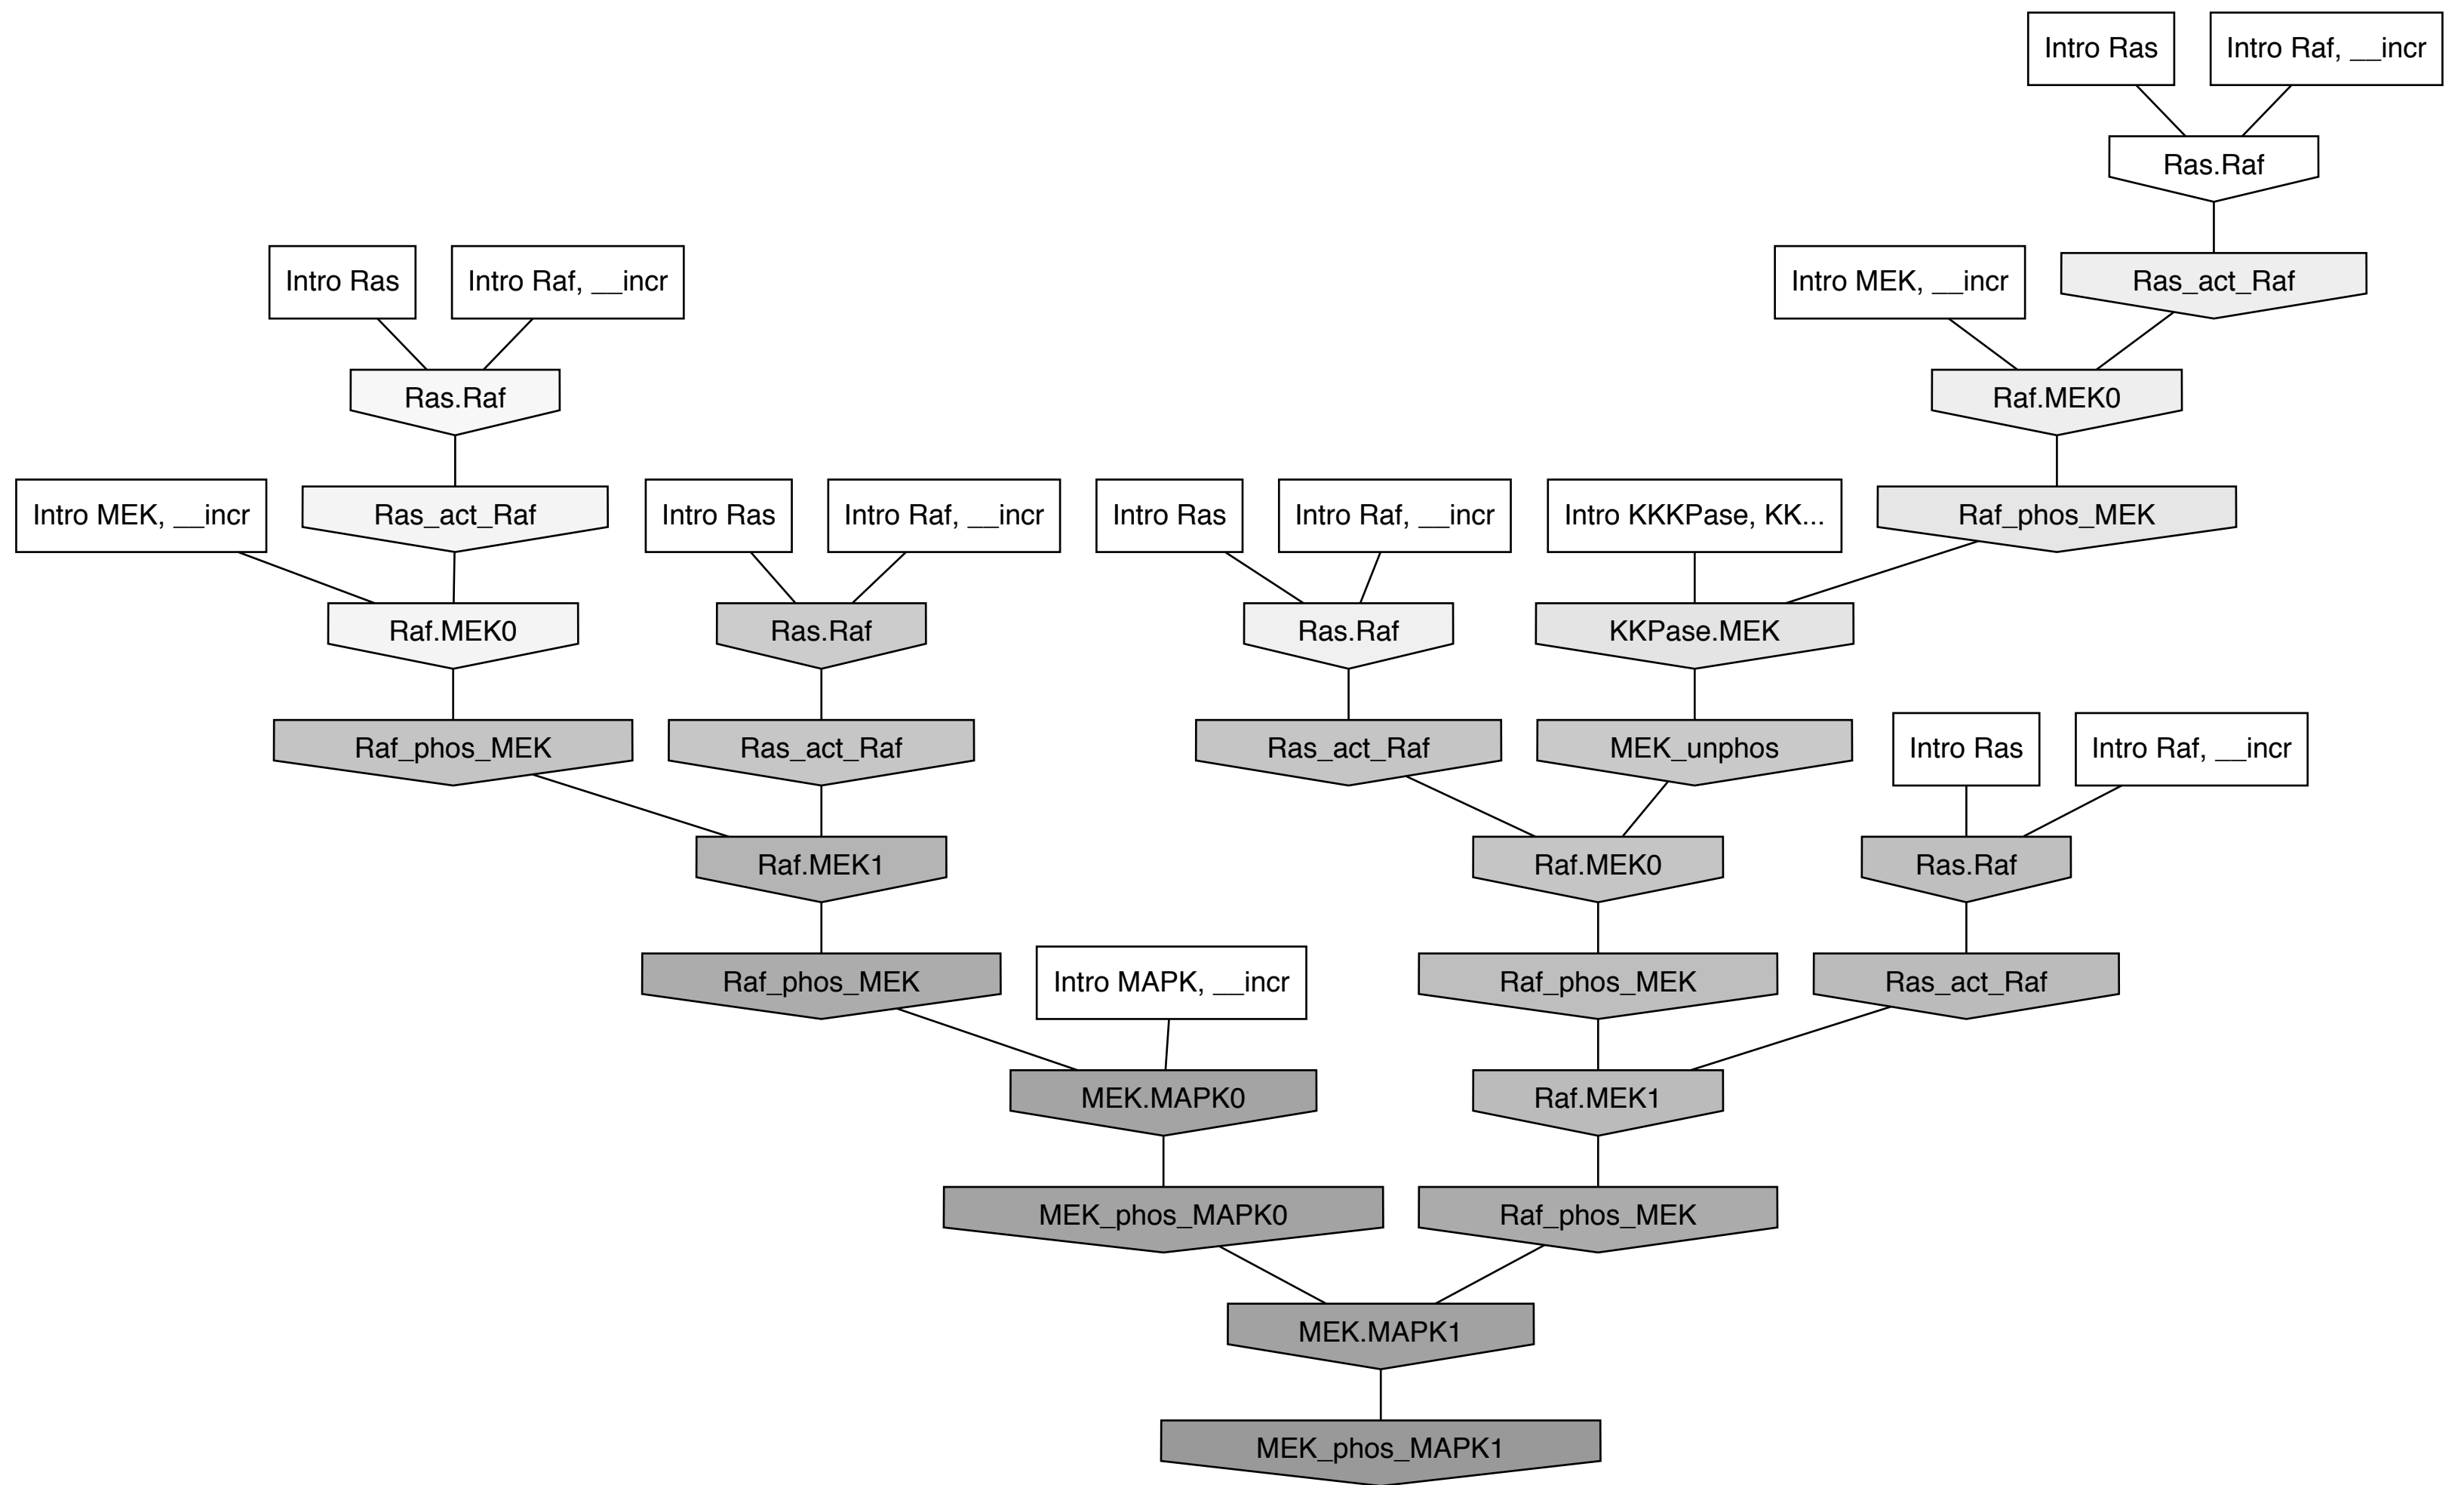 Intro Ras
Intro Raf, __incr
Ras.Raf
Intro Ras
Intro Raf, __incr
Intro MEK, __incr
Ras_act_Raf
Ras.Raf
Raf.MEK0
Intro MEK, __incr
Ras_act_Raf
Intro Ras
Intro Raf, __incr
Intro Ras
Intro Raf, __incr
Intro KKKPase, KK...
Raf_phos_MEK
Raf.MEK0
Ras.Raf
Ras.Raf
KKPase.MEK
Raf_phos_MEK
Ras_act_Raf
Ras_act_Raf
MEK_unphos
Intro Ras
Intro Raf, __incr
Raf.MEK1
Raf.MEK0
Ras.Raf
Raf_phos_MEK
Intro MAPK, __incr
Raf_phos_MEK
Ras_act_Raf
MEK.MAPK0
Raf.MEK1
MEK_phos_MAPK0
Raf_phos_MEK
MEK.MAPK1
MEK_phos_MAPK1